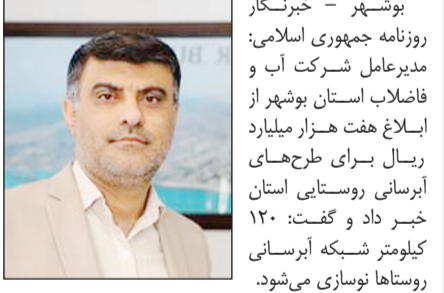 بوشهر – خبرنگار
روزنامه جمهوری اسلامی:
مدیرعامل شرکت آب و
فاضلاب استان بوشهر از
ابلاغ هفت هزار میلیارد
ریال برای طرح‌های
آبرسانی روستایی استان
خبر داد و گفت: ۱۲۰
کیلومتر شبکه آبرسانی
روستاها نوسازی می‌شود.